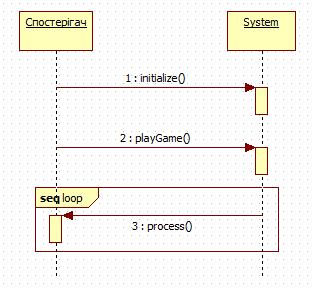 Спостерігач
System
1 : initialize()
2 : playGame()
seq loop
3 : process()